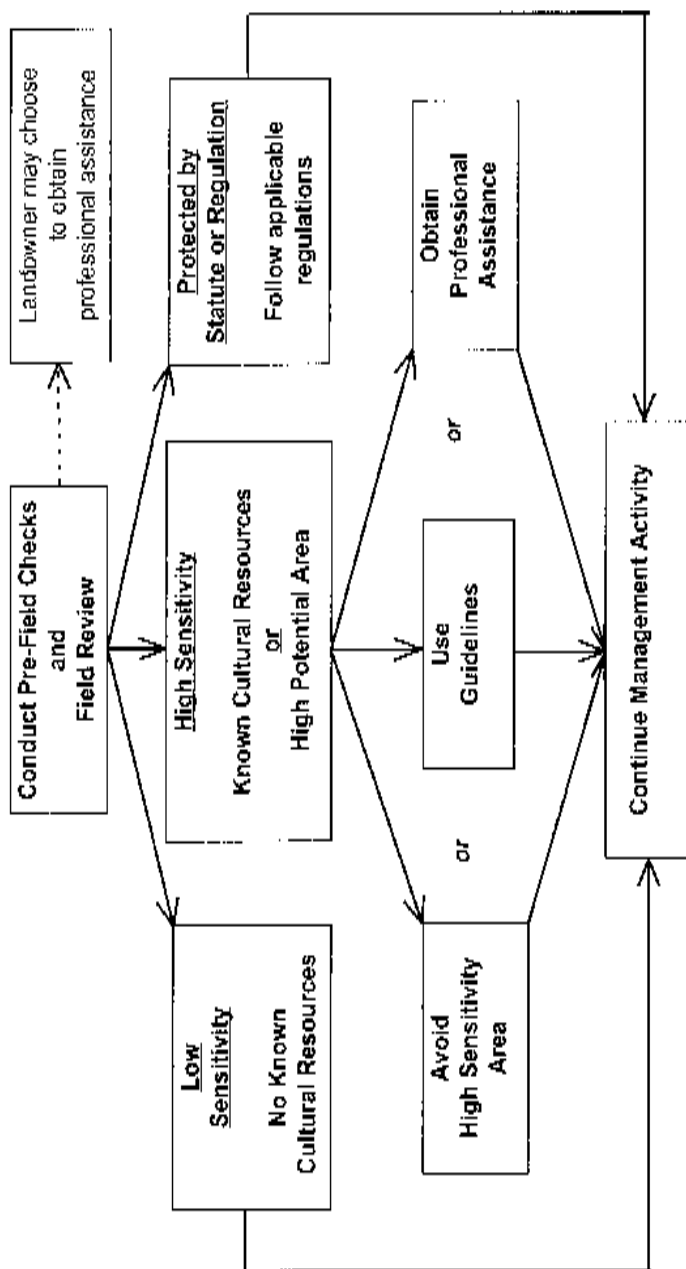 Conduct Pre-Field Checks
and
Field Review
Landowner may choose
to obtain
professional assistance
Low
Sensitivity
No Known
Cultural Resources
High Sensitivity
Known Cultural Resources
or
High Potential Area
Protected by
Statute or Regulation
Follow applicable
regulations
Avoid
High Sensitivity
Area
or
Use
Guidelines
or
Obtain
Professional
Assistance
Continue Management Activity